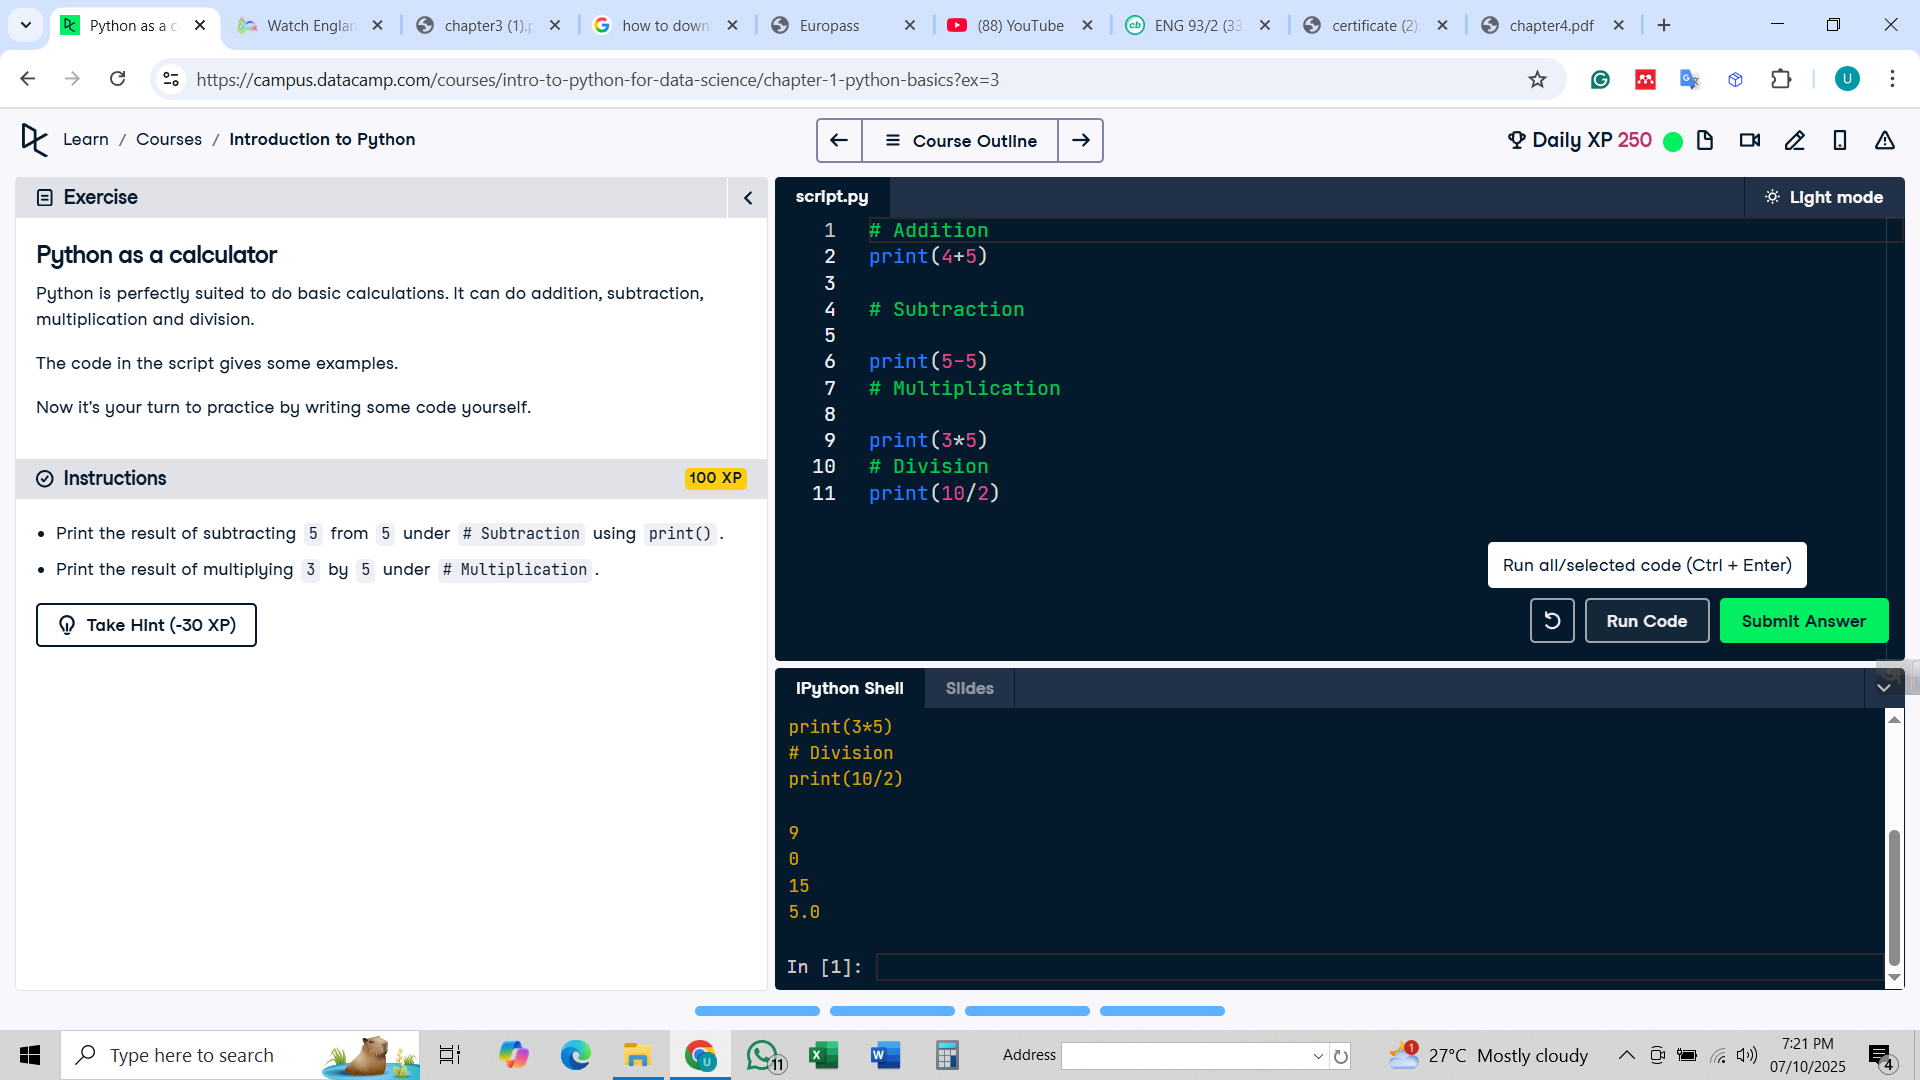 Python as a c
Watch Englan
chapter3 (1).p
how to down
Europass
(88) YouTube
ENG 93/2 (33
certificate (2).
chapter4.pdf
https://campus.datacamp.com/courses/intro-to-python-for-data-science/chapter-1-python-basics?ex=3
U
Learn / Courses / Introduction to Python
Course Outline
Daily XP 250
Exercise
Python as a calculator
Python is perfectly suited to do basic calculations. It can do addition, subtraction,
multiplication and division.
The code in the script gives some examples.
Now it's your turn to practice by writing some code yourself.
Instructions
100 XP
Print the result of subtracting 5 from 5 under # Subtraction using print() .
Print the result of multiplying 3 by 5 under # Multiplication .
Take Hint (-30 XP)
script.py
Light mode
1 # Addition
2 print(4+5)
3
4 # Subtraction
5
6 print(5-5)
7 # Multiplication
8
9 print(3*5)
10 # Division
11 print(10/2)
Run all/selected code (Ctrl + Enter)
Run Code
Submit Answer
IPython Shell
Slides
print(3*5)
# Division
print(10/2)
9
0
15
5.0
In [1]:
Type here to search
11
Address
1
27°C Mostly cloudy
7:21 PM
07/10/2025
4